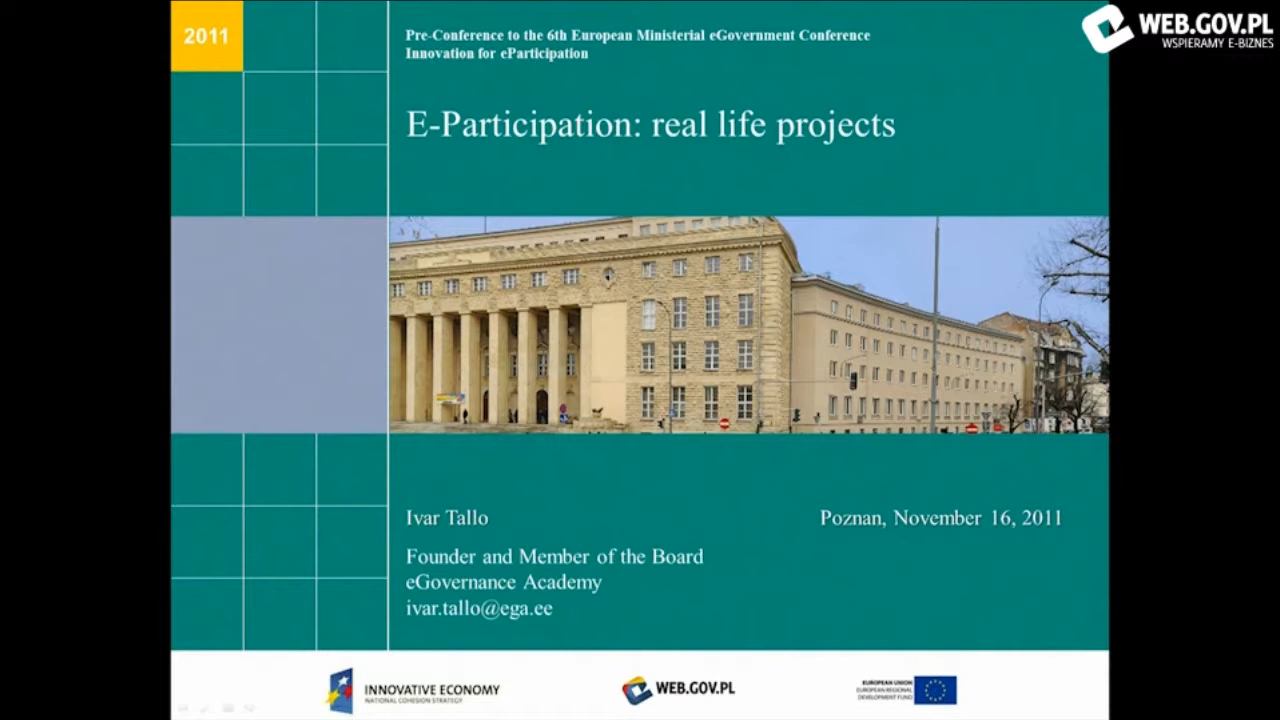 2011
Pre-Conference to the 6th European Ministerial eGovernment Conference
Innovation for eParticipation
WEB.GOV.PL
WSPIERAMY E-BIZNES
E-Participation: real life projects
Ivar Tallo
Poznan, November 16, 2011
Founder and Member of the Board
eGovernance Academy
ivar.tallo@ega.ee
INNOVATIVE ECONOMY
NATIONAL COHESION STRATEGY
WEB.GOV.PL
EUROPEAN UNION
EUROPEAN REGIONAL
DEVELOPMENT FUND